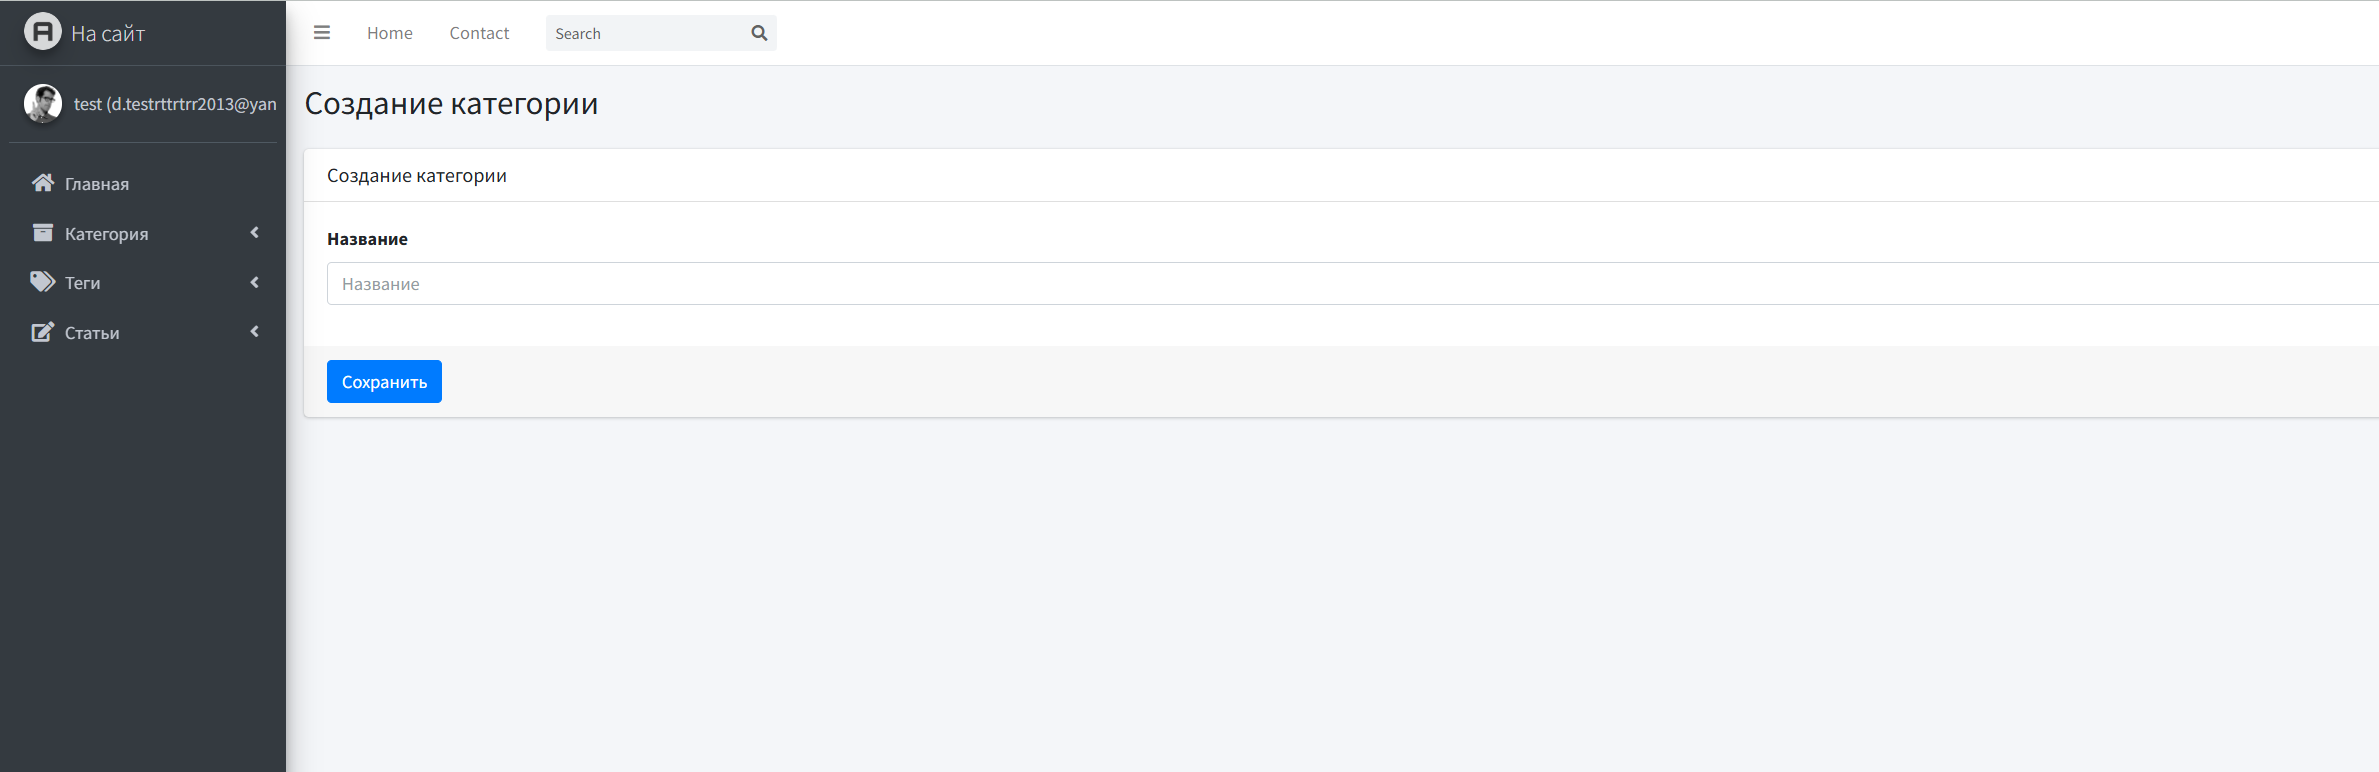 На сайт
Home
Contact
Search
test (d.testrttrtrr2013@yan
Главная
Категория
Теги
Статьи
Создание категории
Создание категории
Название
Название
Сохранить